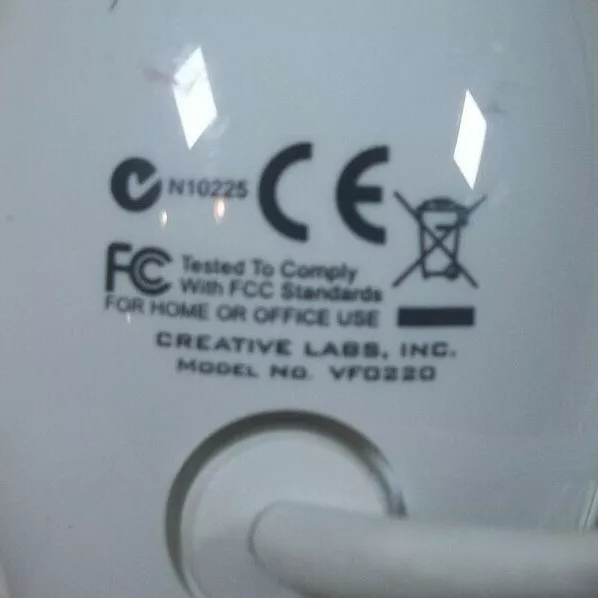 N10225 CE
FC Tested To Comply
With FCC Standards
FOR HOME OR OFFICE USE
CREATIVE LABS, INC.
MODEL NO. VF0220